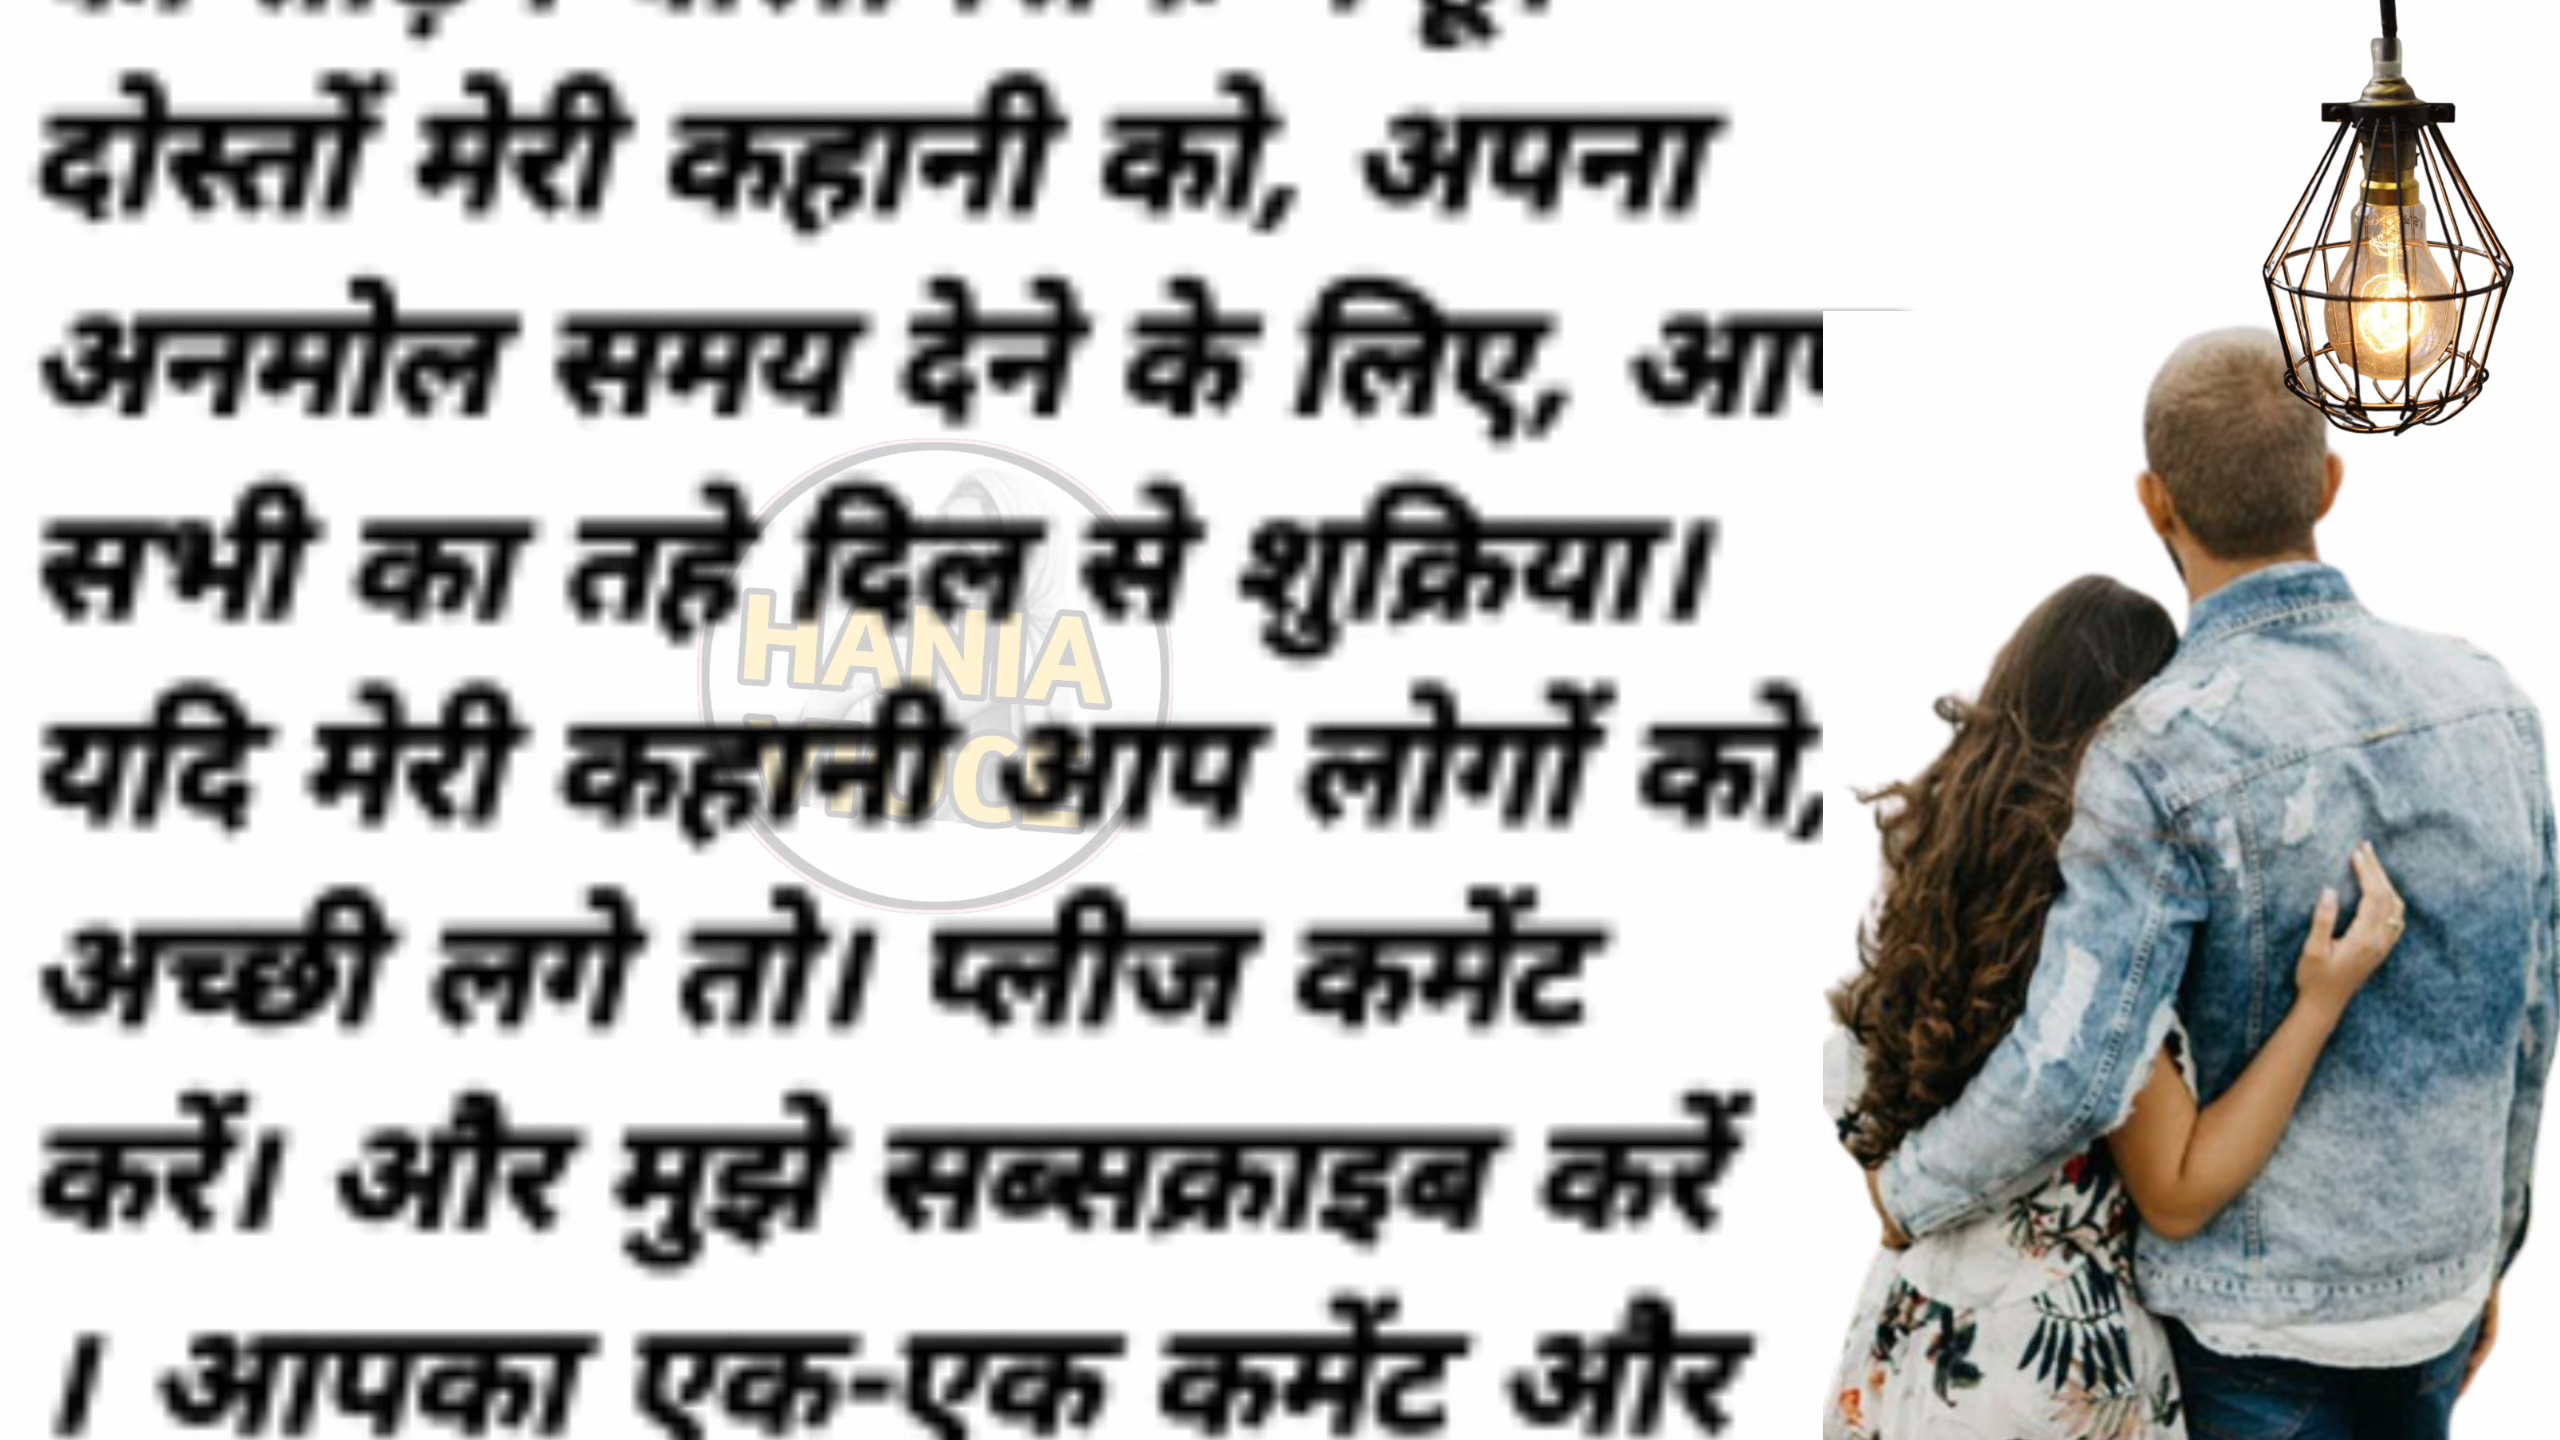 दोस्तों मेरी कहानी को, अपना
अनमोल समय देने के लिए,
सभी का तहे दिल से शुक्रिया।
यदि मेरी कहानी आप लोगों को,
अच्छी लगे तो। प्लीज कमेंट
करें। और मुझे सब्सक्राइब करें
। आपका एक-एक कमेंट और
HANIA